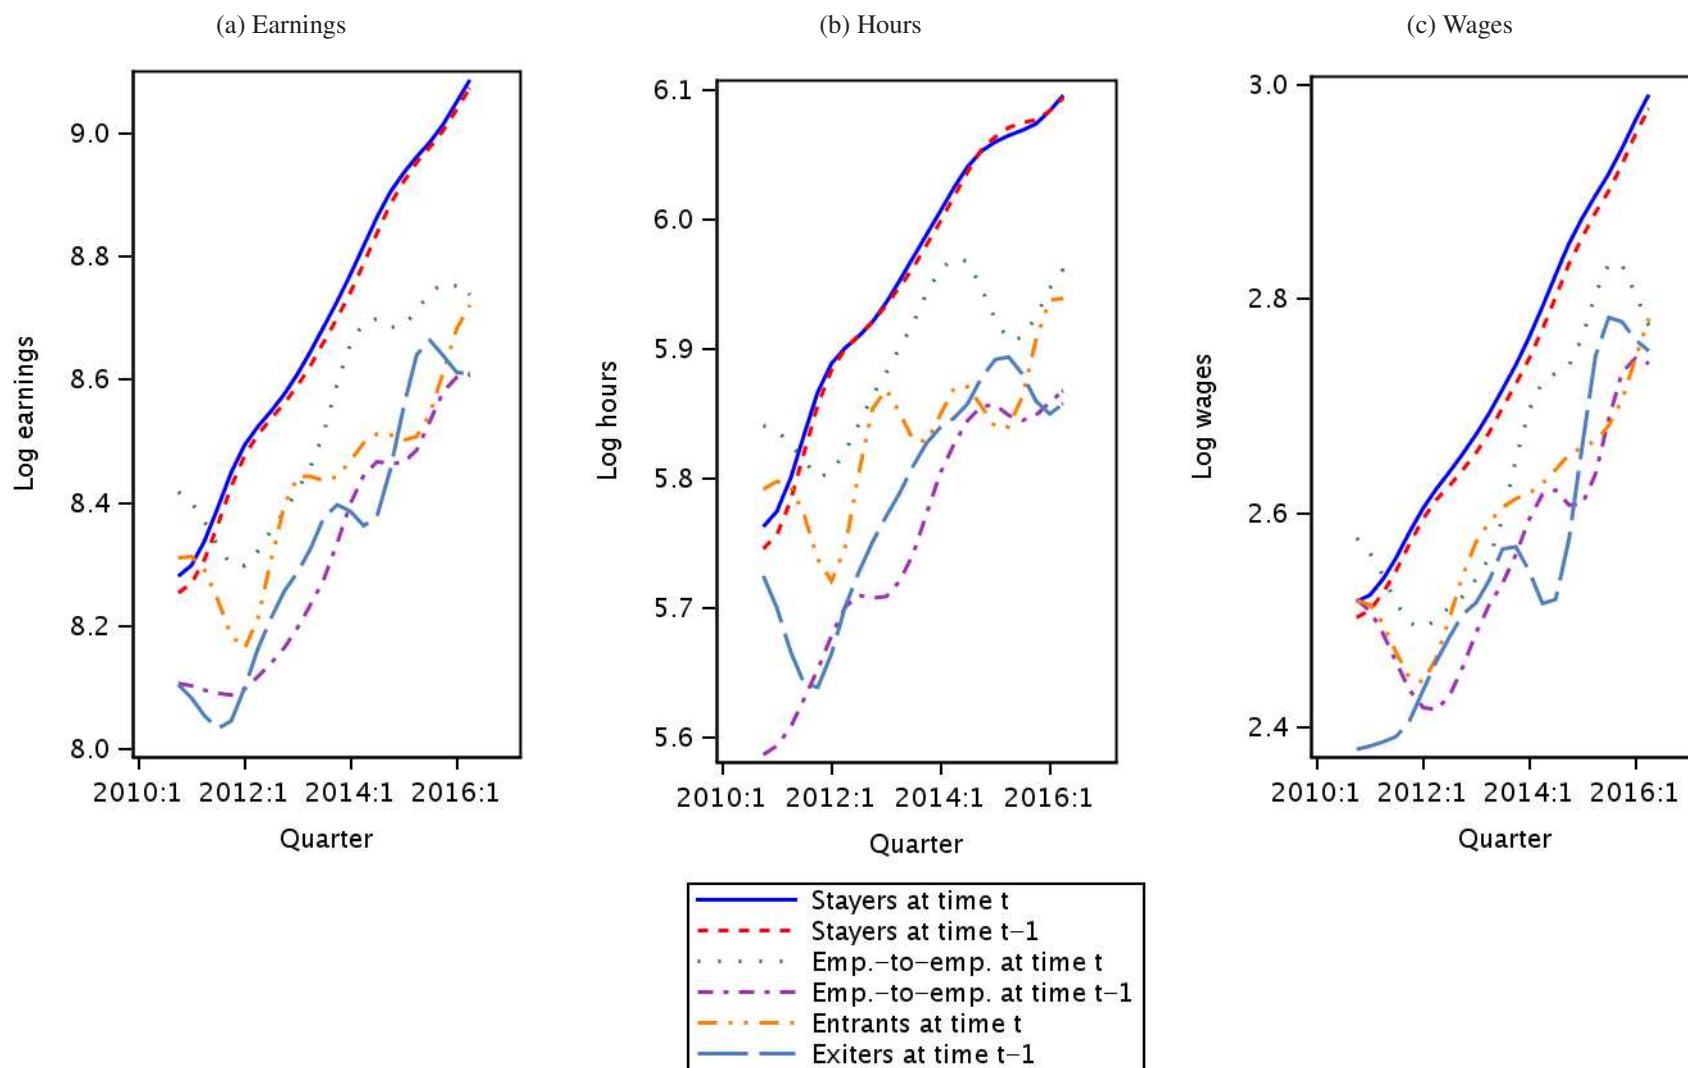 (a) Earnings
(b) Hours
(c) Wages
Log earnings
9.0
8.8
8.6
8.4
8.2
8.0
2010:1 2012:1 2014:1 2016:1
Quarter
Log hours
6.1
6.0
5.9
5.8
5.7
5.6
2010:1 2012:1 2014:1 2016:1
Quarter
Log wages
3.0
2.8
2.6
2.4
2010:1 2012:1 2014:1 2016:1
Quarter
Stayers at time t
Stayers at time t−1
Emp.−to−emp. at time t
Emp.−to−emp. at time t−1
Entrants at time t
Exiters at time t−1